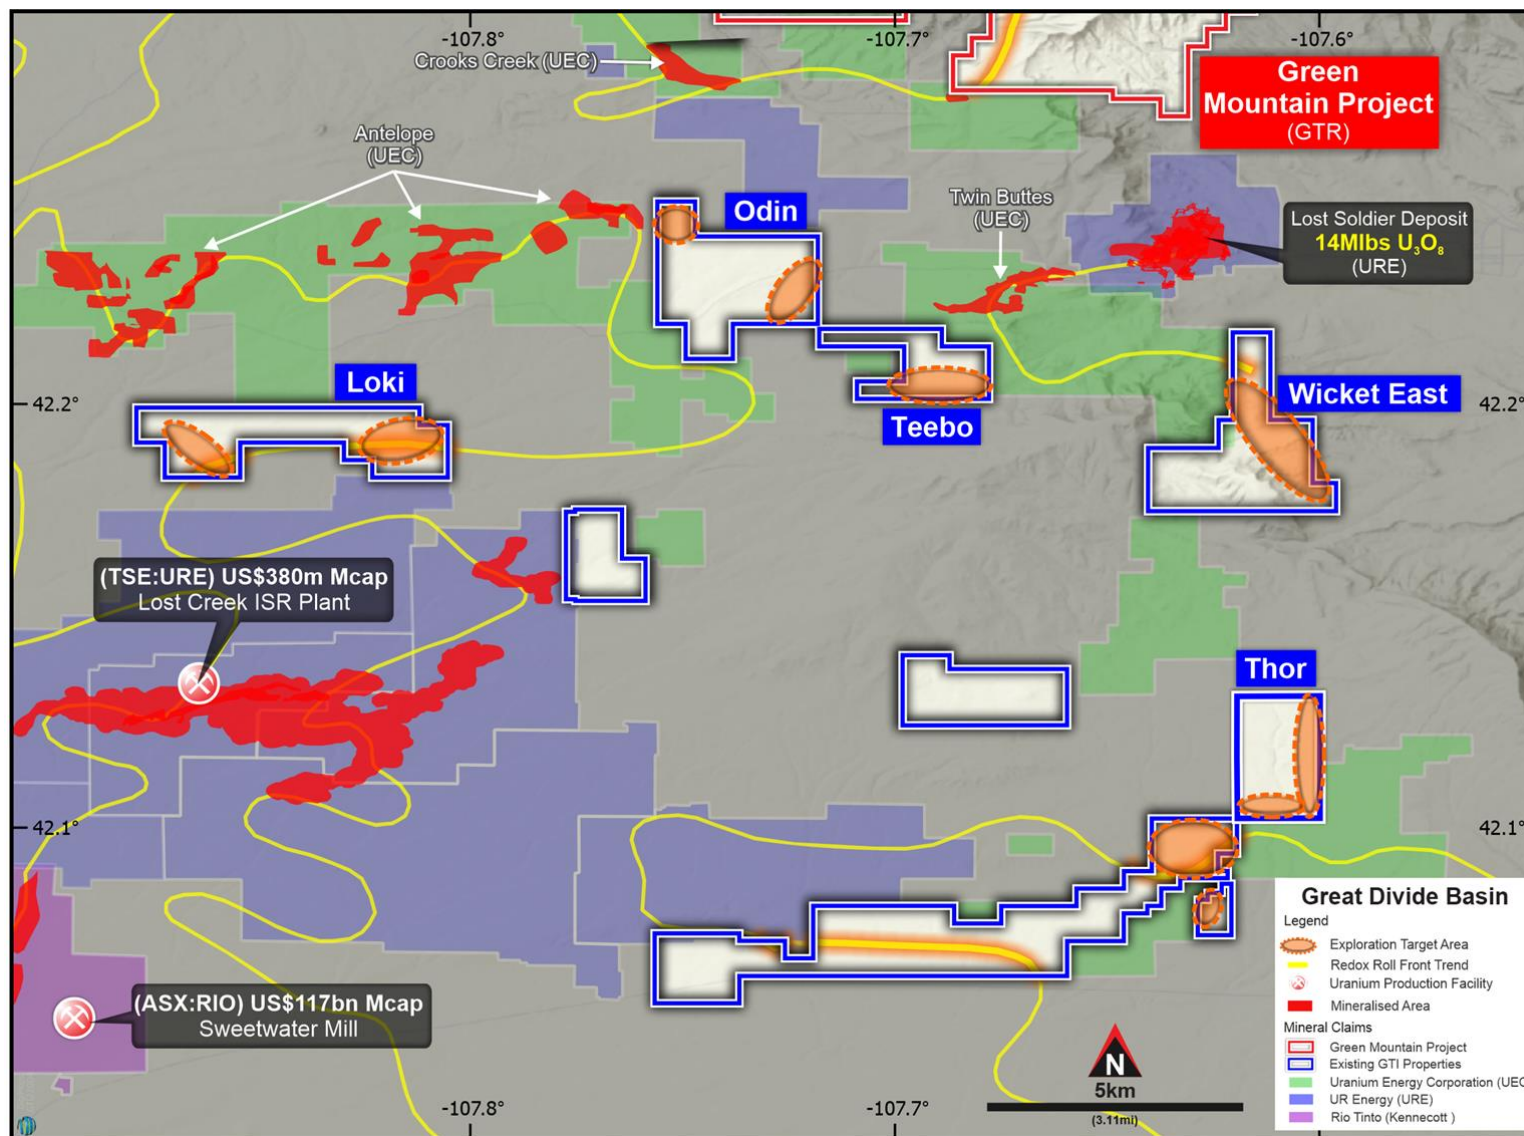 -107.8°
-107.7°
-107.6°
Crooks Creek (UEC)
Green
Mountain Project
(GTR)
Antelope
(UEC)
Odin
Twin Buttes
(UEC)
Lost Soldier Deposit
14Mlbs U₃O₈
(URE)
Loki
42.2°
Teebo
Wicket East
42.2°
(TSE:URE) US$380m Mcap
Lost Creek ISR Plant
Thor
42.1°
42.1°
(ASX:RIO) US$117bn Mcap
Sweetwater Mill
N
5km
(3.11mi)
-107.8°
-107.7°
Great Divide Basin
Legend
Exploration Target Area
Redox Roll Front Trend
Uranium Production Facility
Mineralised Area
Mineral Claims
Green Mountain Project
Existing GTI Properties
Uranium Energy Corporation (UEC
UR Energy (URE)
Rio Tinto (Kennecott )